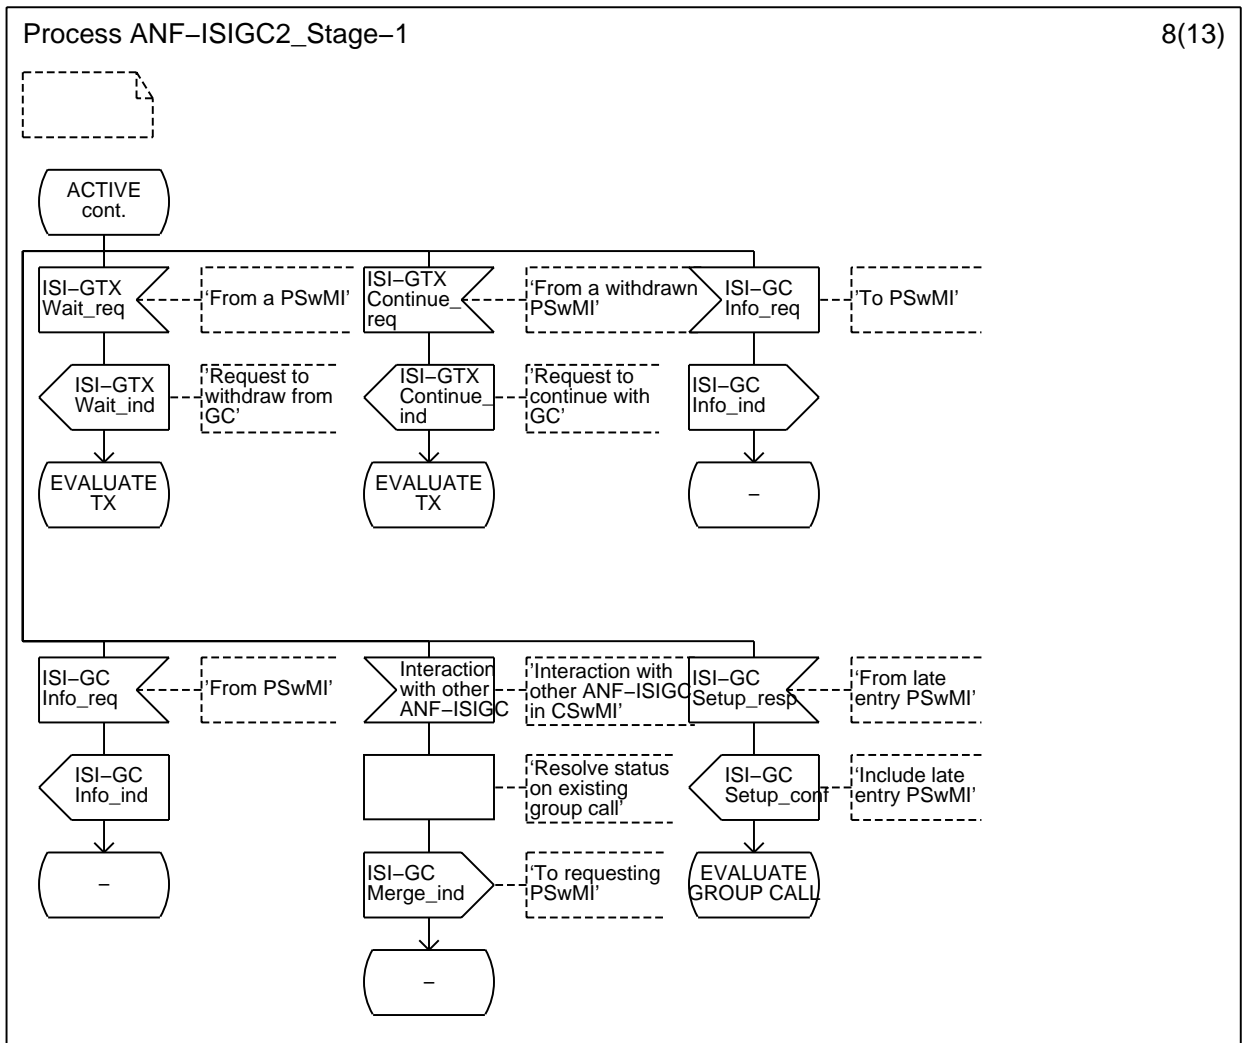 Process ANF−ISIGC2_Stage−1
8(13)
ACTIVE
cont.
ISI−GTX
Wait_req
‘From a PSwMI’
ISI−GTX
Continue_
req
‘From a withdrawn
PSwMI’
ISI−GC
Info_req
‘To PSwMI’
ISI−GTX
Wait_ind
‘Request to
withdraw from
GC’
ISI−GTX
Continue_
ind
‘Request to
continue with
GC’
ISI−GC
Info_ind
EVALUATE
TX
EVALUATE
TX
−
ISI−GC
Info_req
‘From PSwMI’
Interaction
with other
ANF−ISIGC
‘Interaction with
other ANF−ISIGC
in CSwMI’
ISI−GC
Setup_resp
‘From late
entry PSwMI’
ISI−GC
Info_ind
‘Resolve status
on existing
group call’
ISI−GC
Setup_conf
‘Include late
entry PSwMI’
−
ISI−GC
Merge_ind
‘To requesting
PSwMI’
EVALUATE
GROUP CALL
−